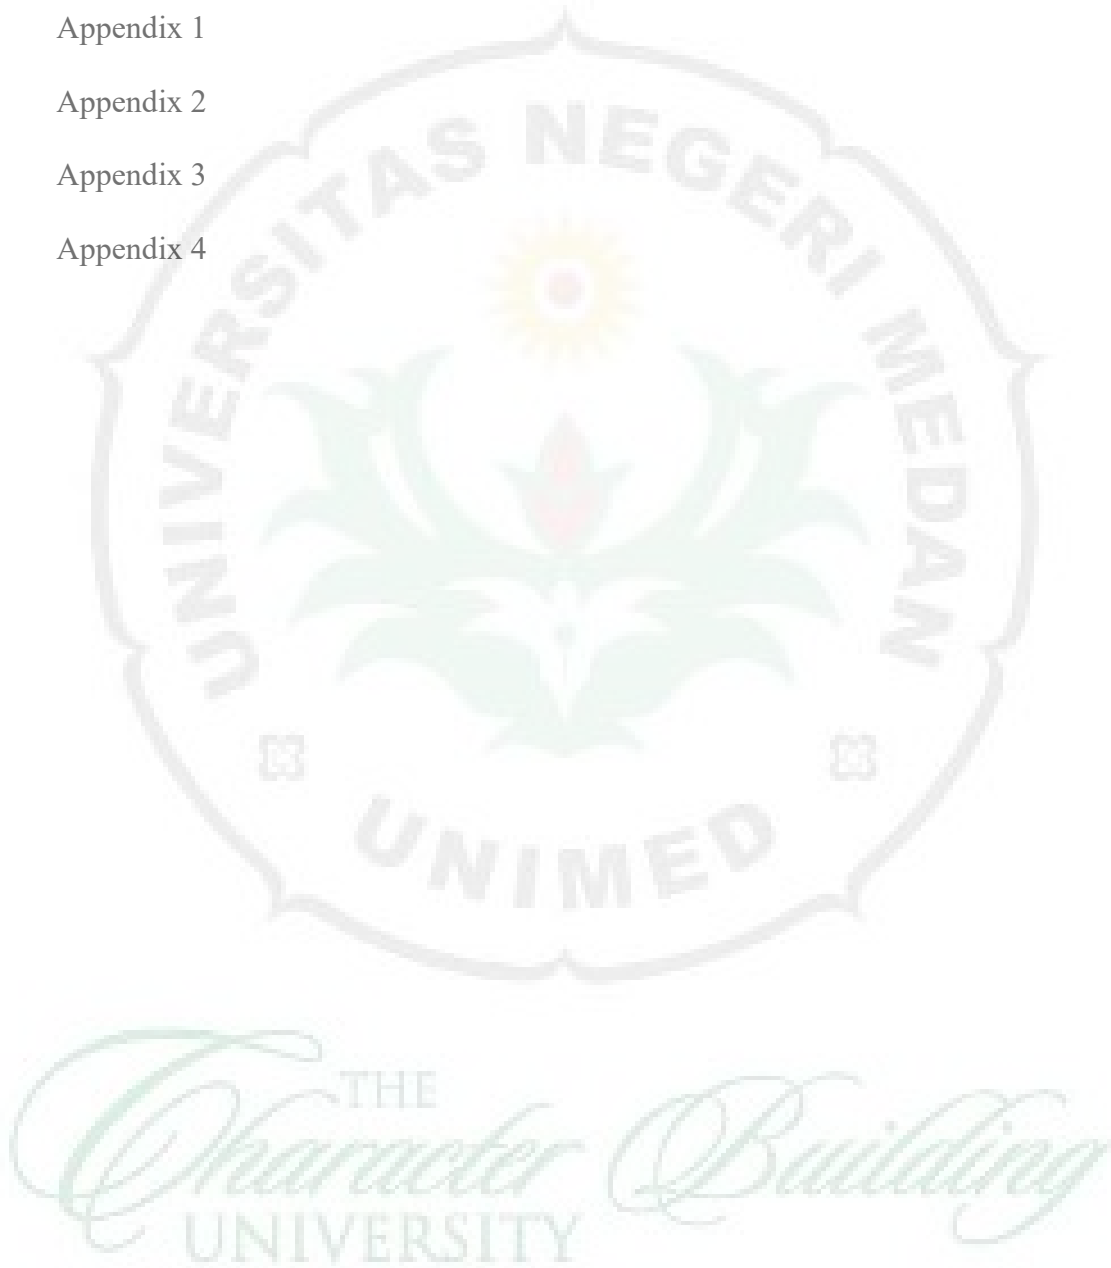 Appendix 1
Appendix 2
Appendix 3
Appendix 4
UNIVERSITAS NEGERI MEDAN
UNIMED
THE
Character Building
UNIVERSITY